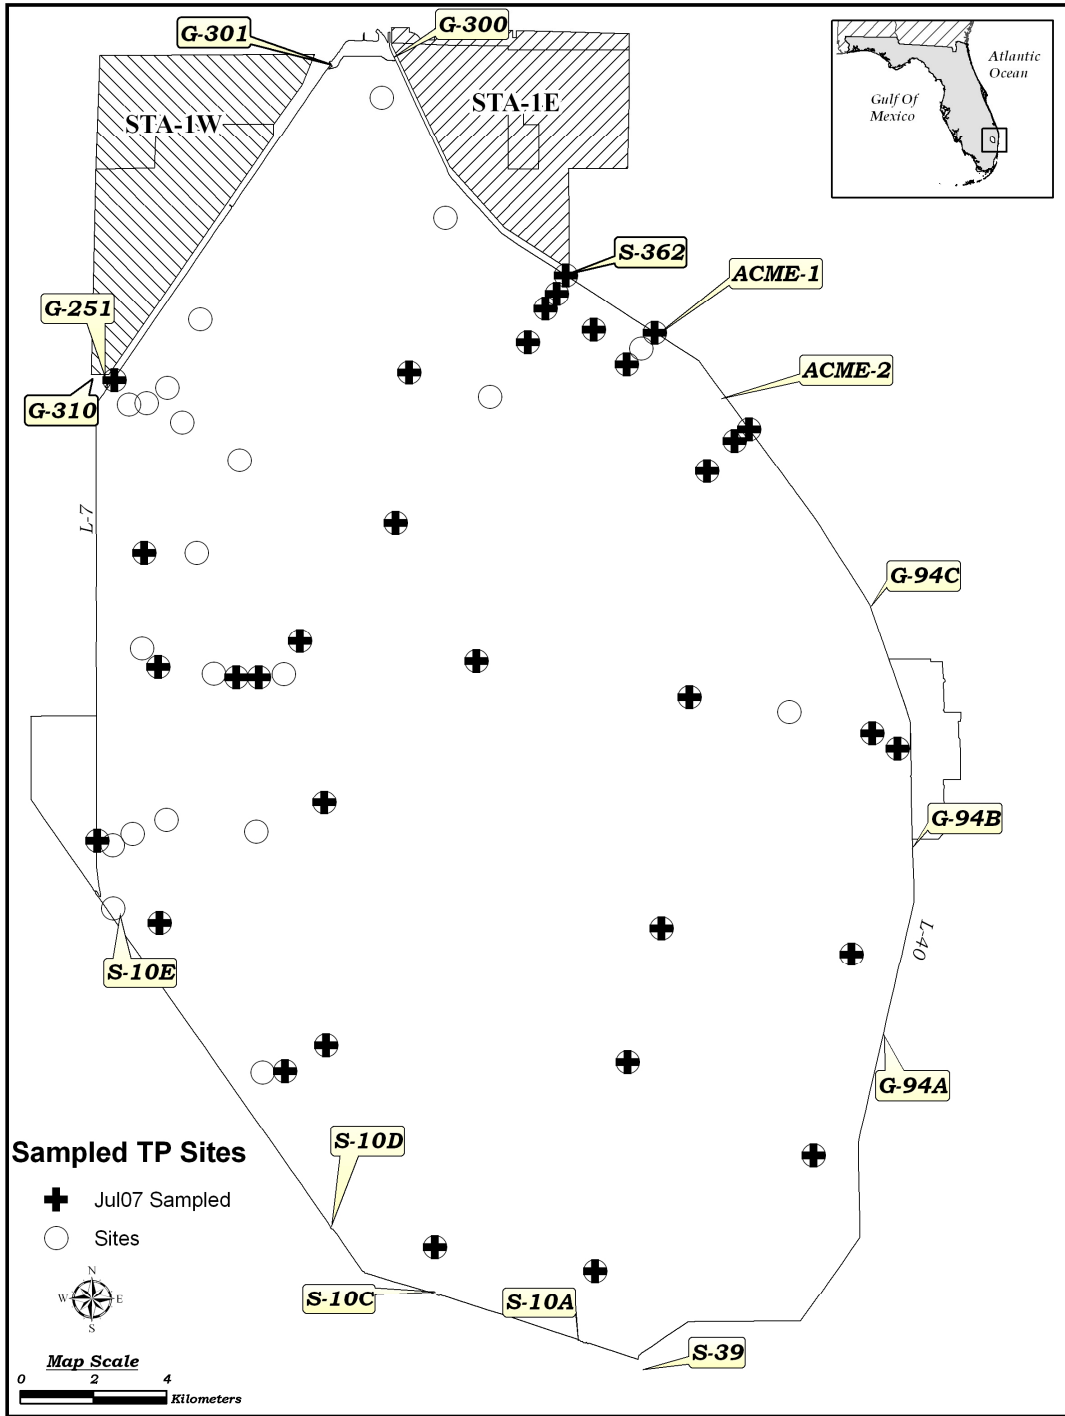 G-301
G-300
STA-1W
STA-1E
Atlantic
Ocean
Gulf Of
Mexico
S-362
ACME-1
G-251
ACME-2
G-310
L-7
G-94C
G-94B
L-40
S-10E
G-94A
S-10D
Sampled TP Sites
Jul07 Sampled
Sites
N
W E
S
S-10C
S-10A
S-39
Map Scale
0 2 4
Kilometers